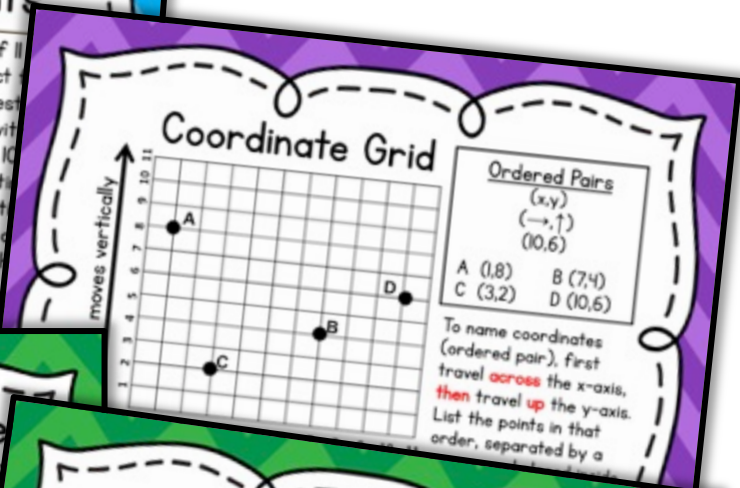 Coordinate Grid
moves vertically
11
10
9
8
7
6
5
4
3
2
1
A
D
B
C
Ordered Pairs
(x,y)
(→,↑)
(10,6)
A (1,8) B (7,4)
C (3,2) D (10,6)
To name coordinates
(ordered pair), first
travel across the x-axis,
then travel up the y-axis.
List the points in that
order, separated by a